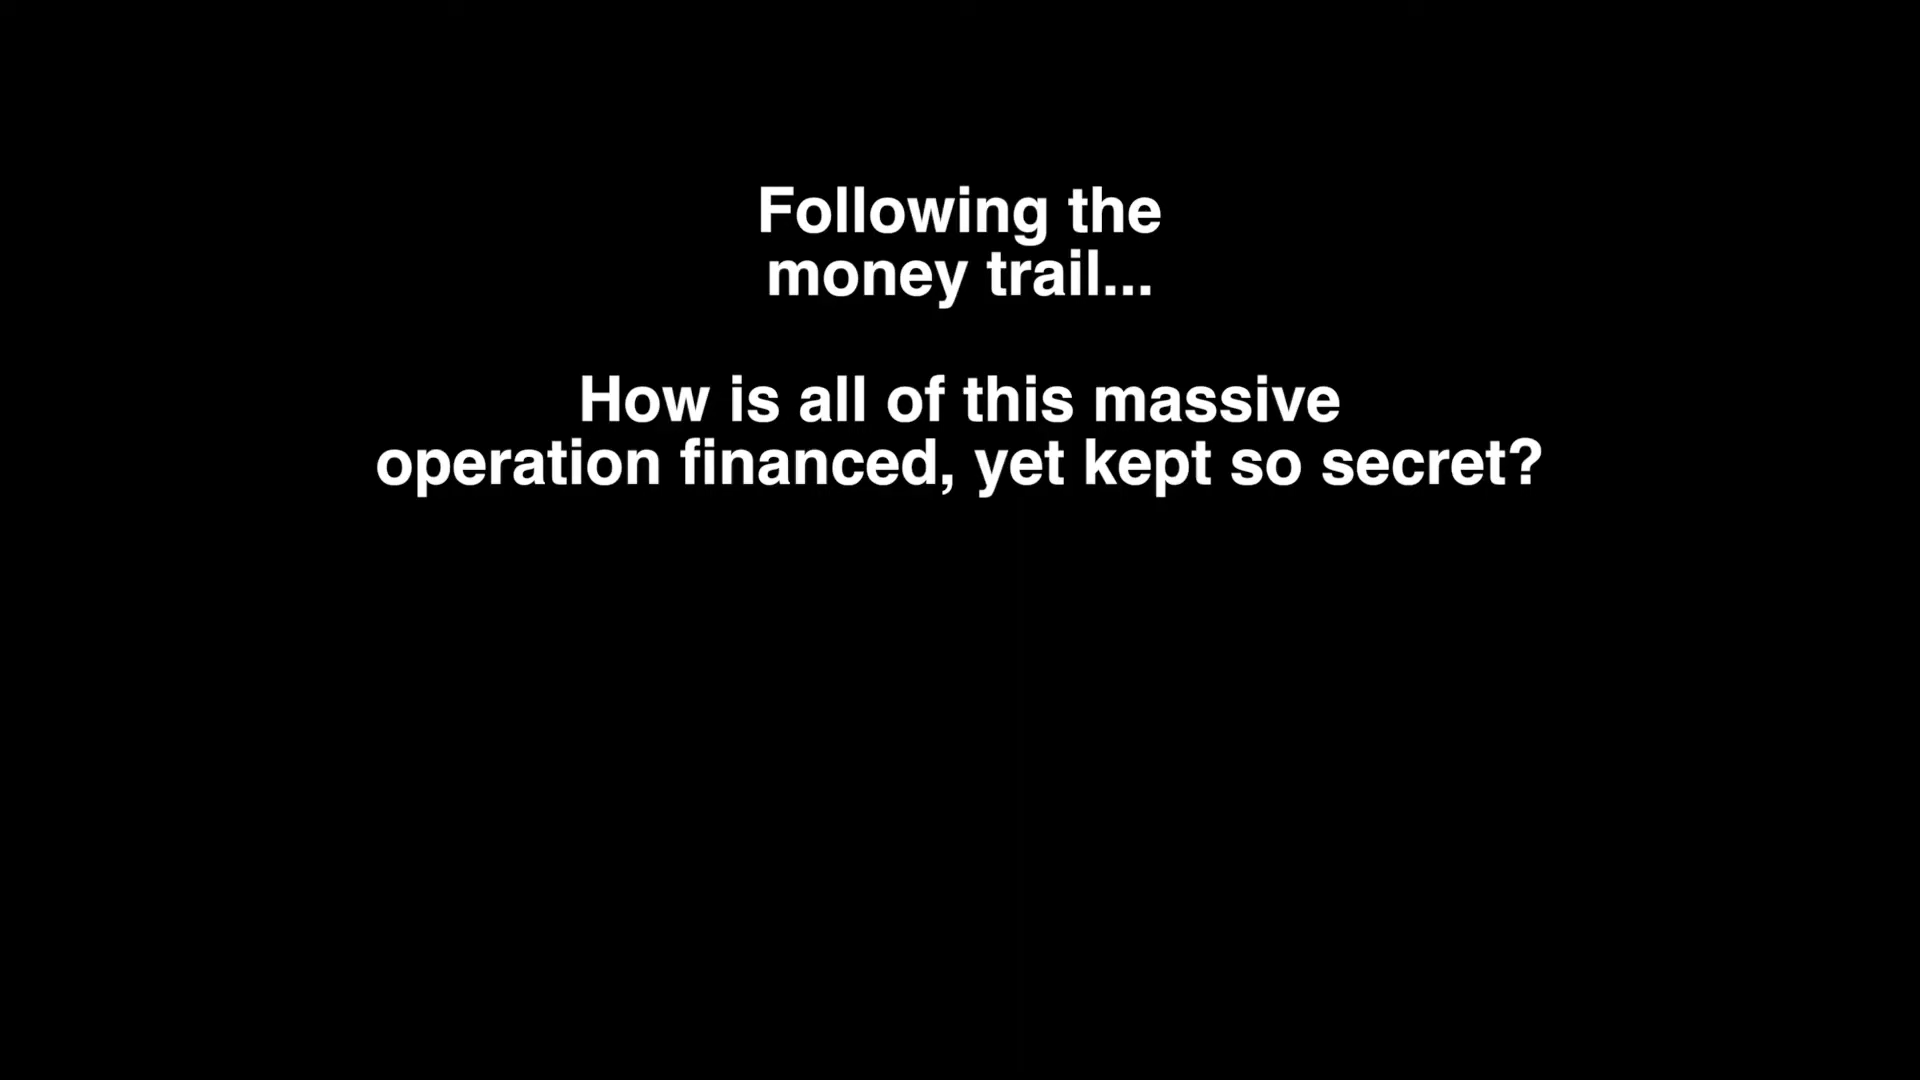 Following the
money trail...
How is all of this massive
operation financed, yet kept so secret?